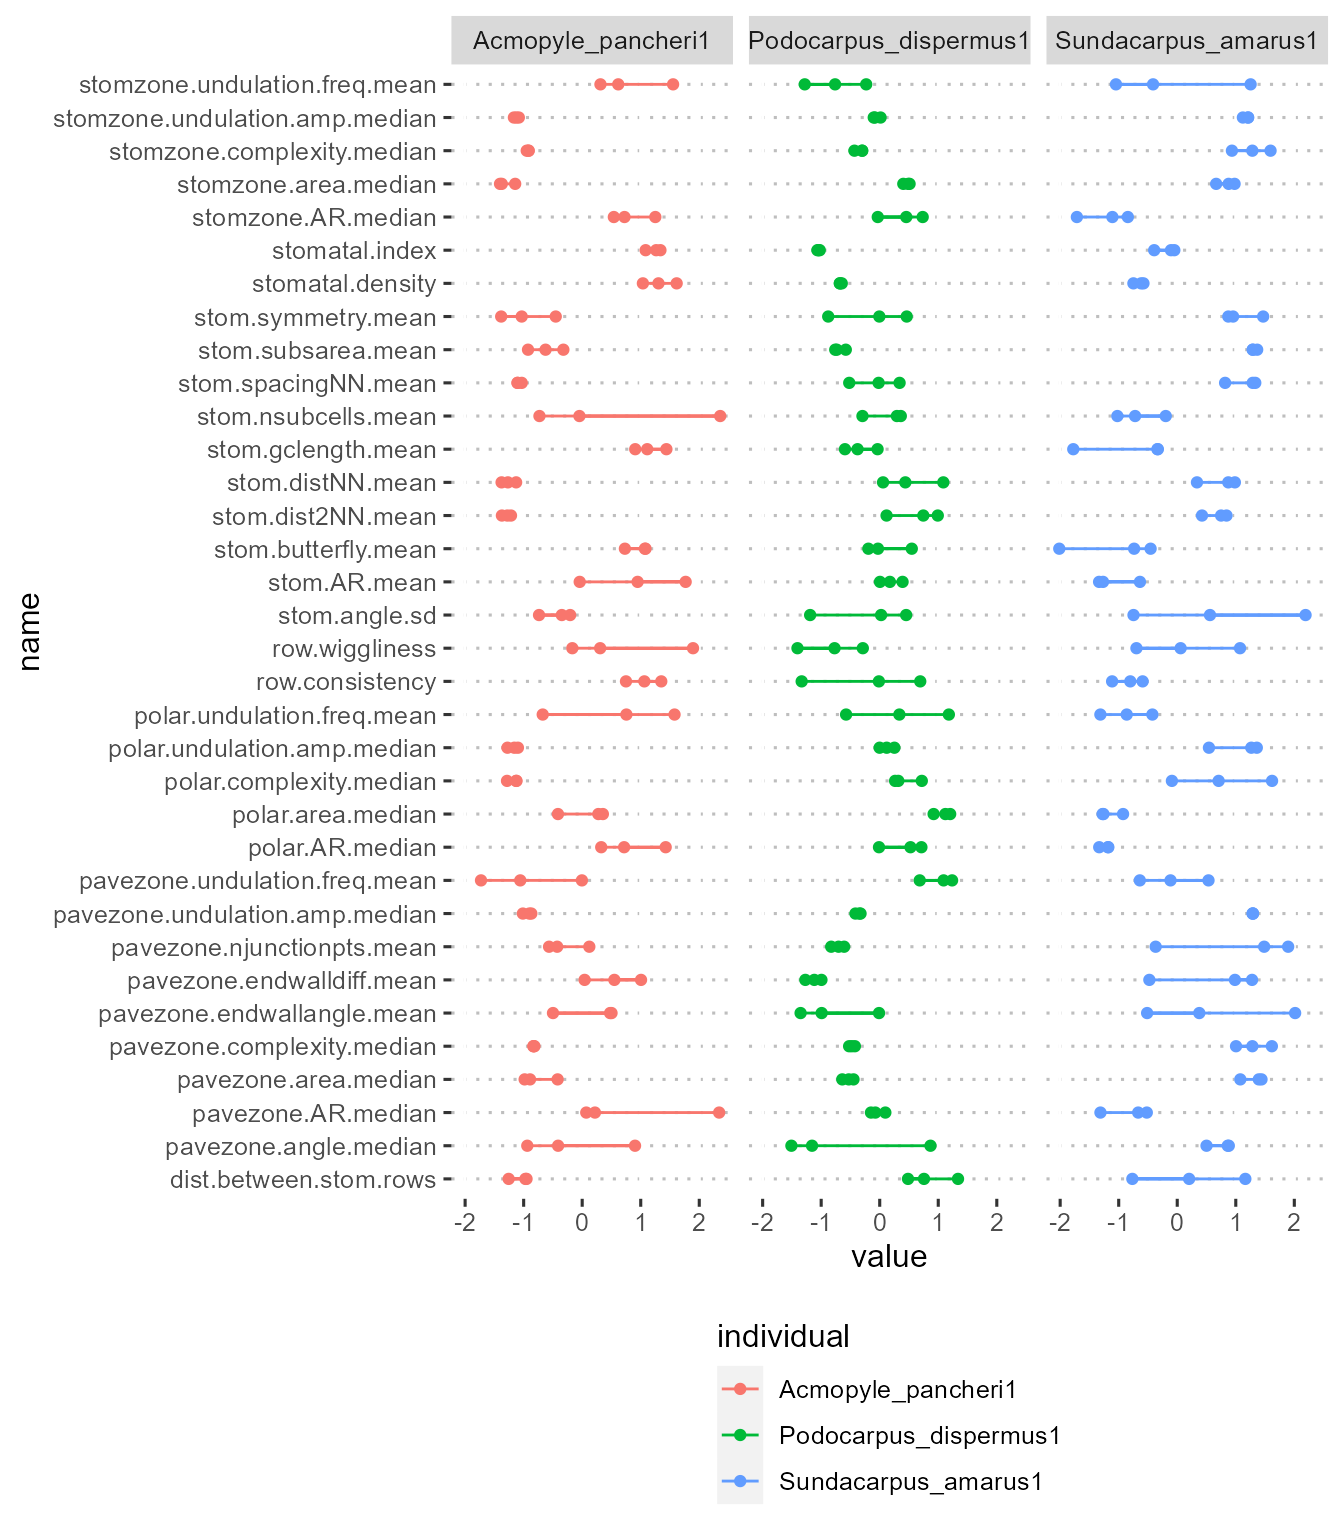 Acmopyle_pancheri1 Podocarpus_dispermus1 Sundacarpus_amarus1
stomzone.undulation.freq.mean
stomzone.undulation.amp.median
stomzone.complexity.median
stomzone.area.median
stomzone.AR.median
stomatal.index
stomatal.density
stom.symmetry.mean
stom.subsarea.mean
stom.spacingNN.mean
stom.nsubcells.mean
stom.gclength.mean
stom.distNN.mean
stom.dist2NN.mean
stom.butterfly.mean
stom.AR.mean
stom.angle.sd
row.wiggliness
row.consistency
polar.undulation.freq.mean
polar.undulation.amp.median
polar.complexity.median
polar.area.median
polar.AR.median
pavezone.undulation.freq.mean
pavezone.undulation.amp.median
pavezone.njunctionpts.mean
pavezone.endwalldiff.mean
pavezone.endwallangle.mean
pavezone.complexity.median
pavezone.area.median
pavezone.AR.median
pavezone.angle.median
dist.between.stom.rows
name
-2 -1 0 1 2 -2 -1 0 1 2 -2 -1 0 1 2
value
individual
Acmopyle_pancheri1
Podocarpus_dispermus1
Sundacarpus_amarus1